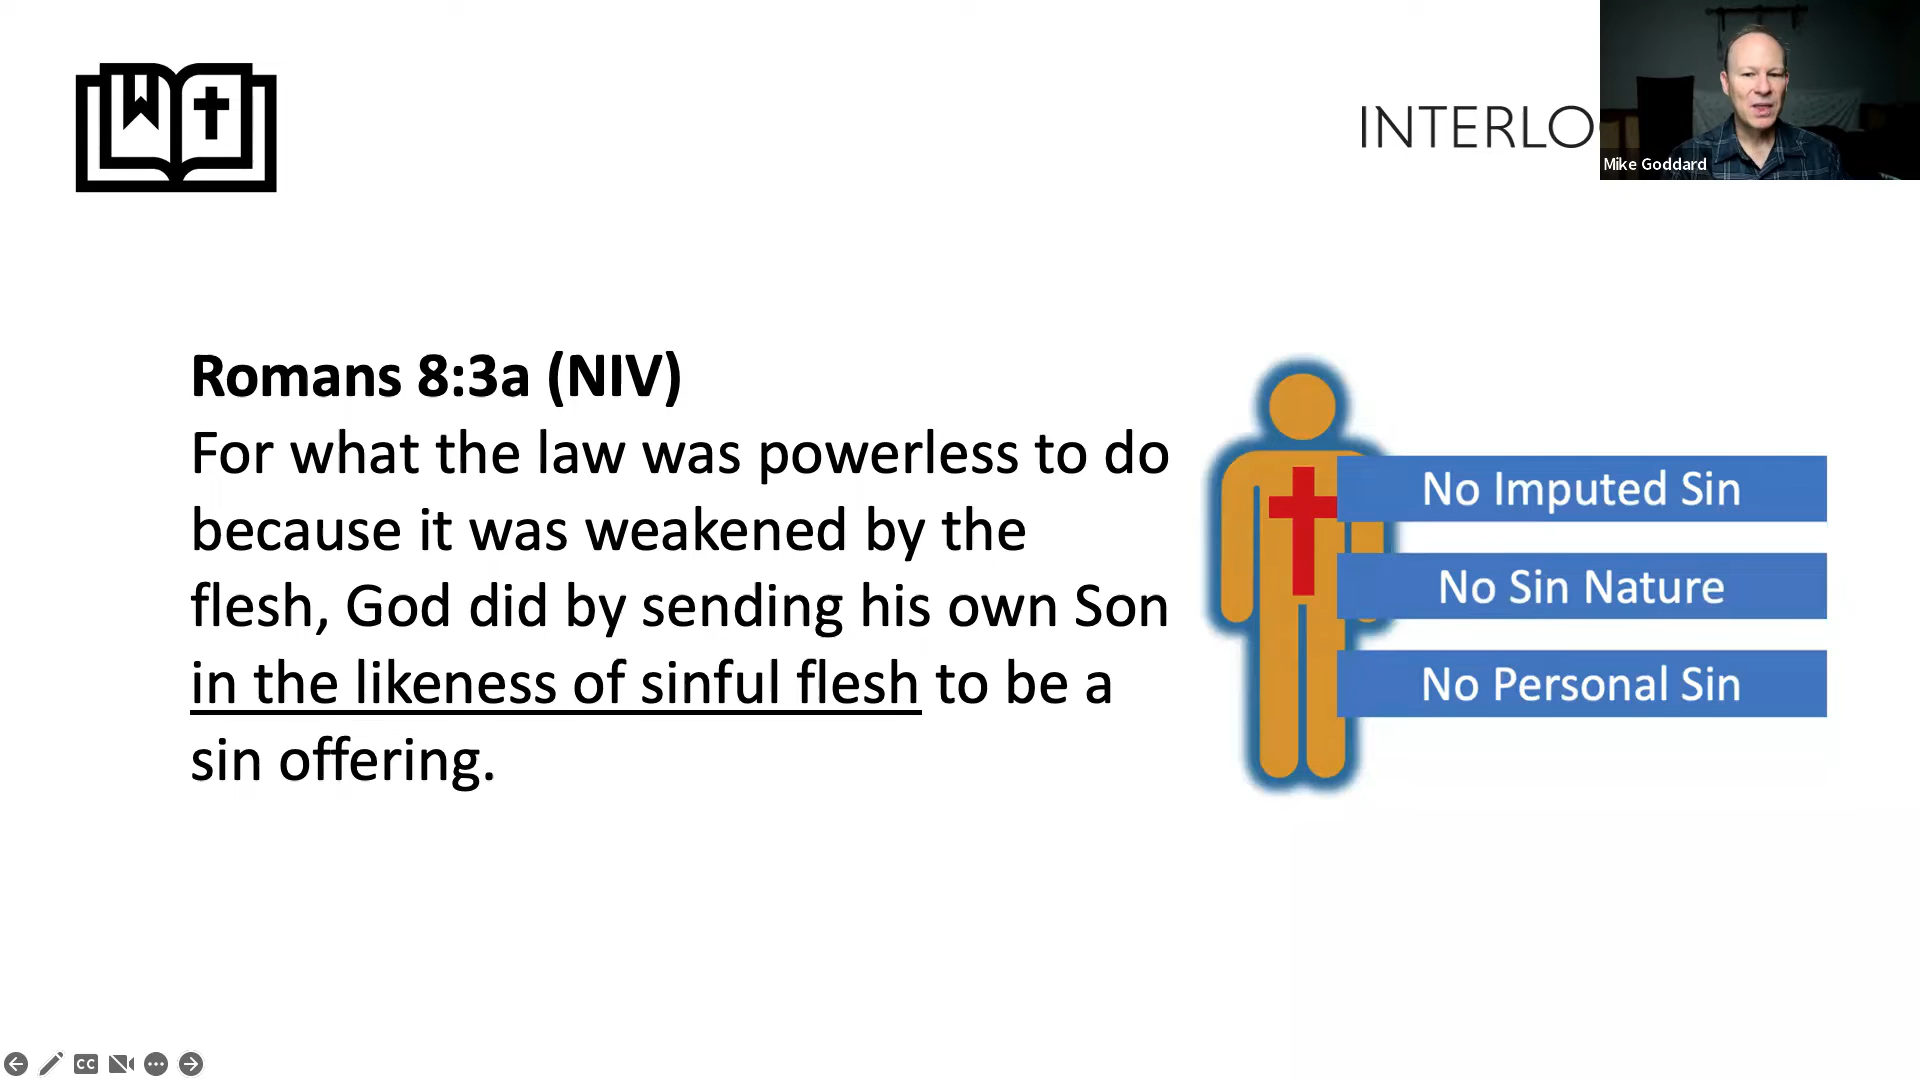 INTERLO
Mike Goddard
Romans 8:3a (NIV)
For what the law was powerless to do
because it was weakened by the
flesh, God did by sending his own Son
in the likeness of sinful flesh to be a
sin offering.
No Imputed Sin
No Sin Nature
No Personal Sin
CC